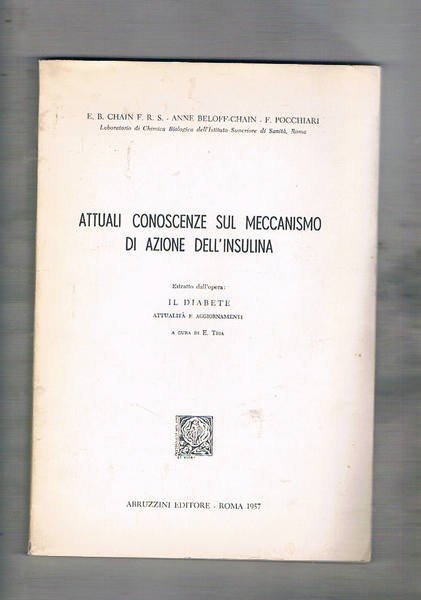 E. B. CHAIN F. R. S. - ANNE BELOFF-CHAIN - F. POCCHIARI
Laboratorio di Chimica Biologica dell'Istituto Superiore di Sanità, Roma
ATTUALI CONOSCENZE SUL MECCANISMO
DI AZIONE DELL'INSULINA
Estratto dall'opera:
IL DIABETE
ATTUALITÀ E AGGIORNAMENTI
A CURA DI E. TRIA
ABRUZZINI EDITORE - ROMA 1957